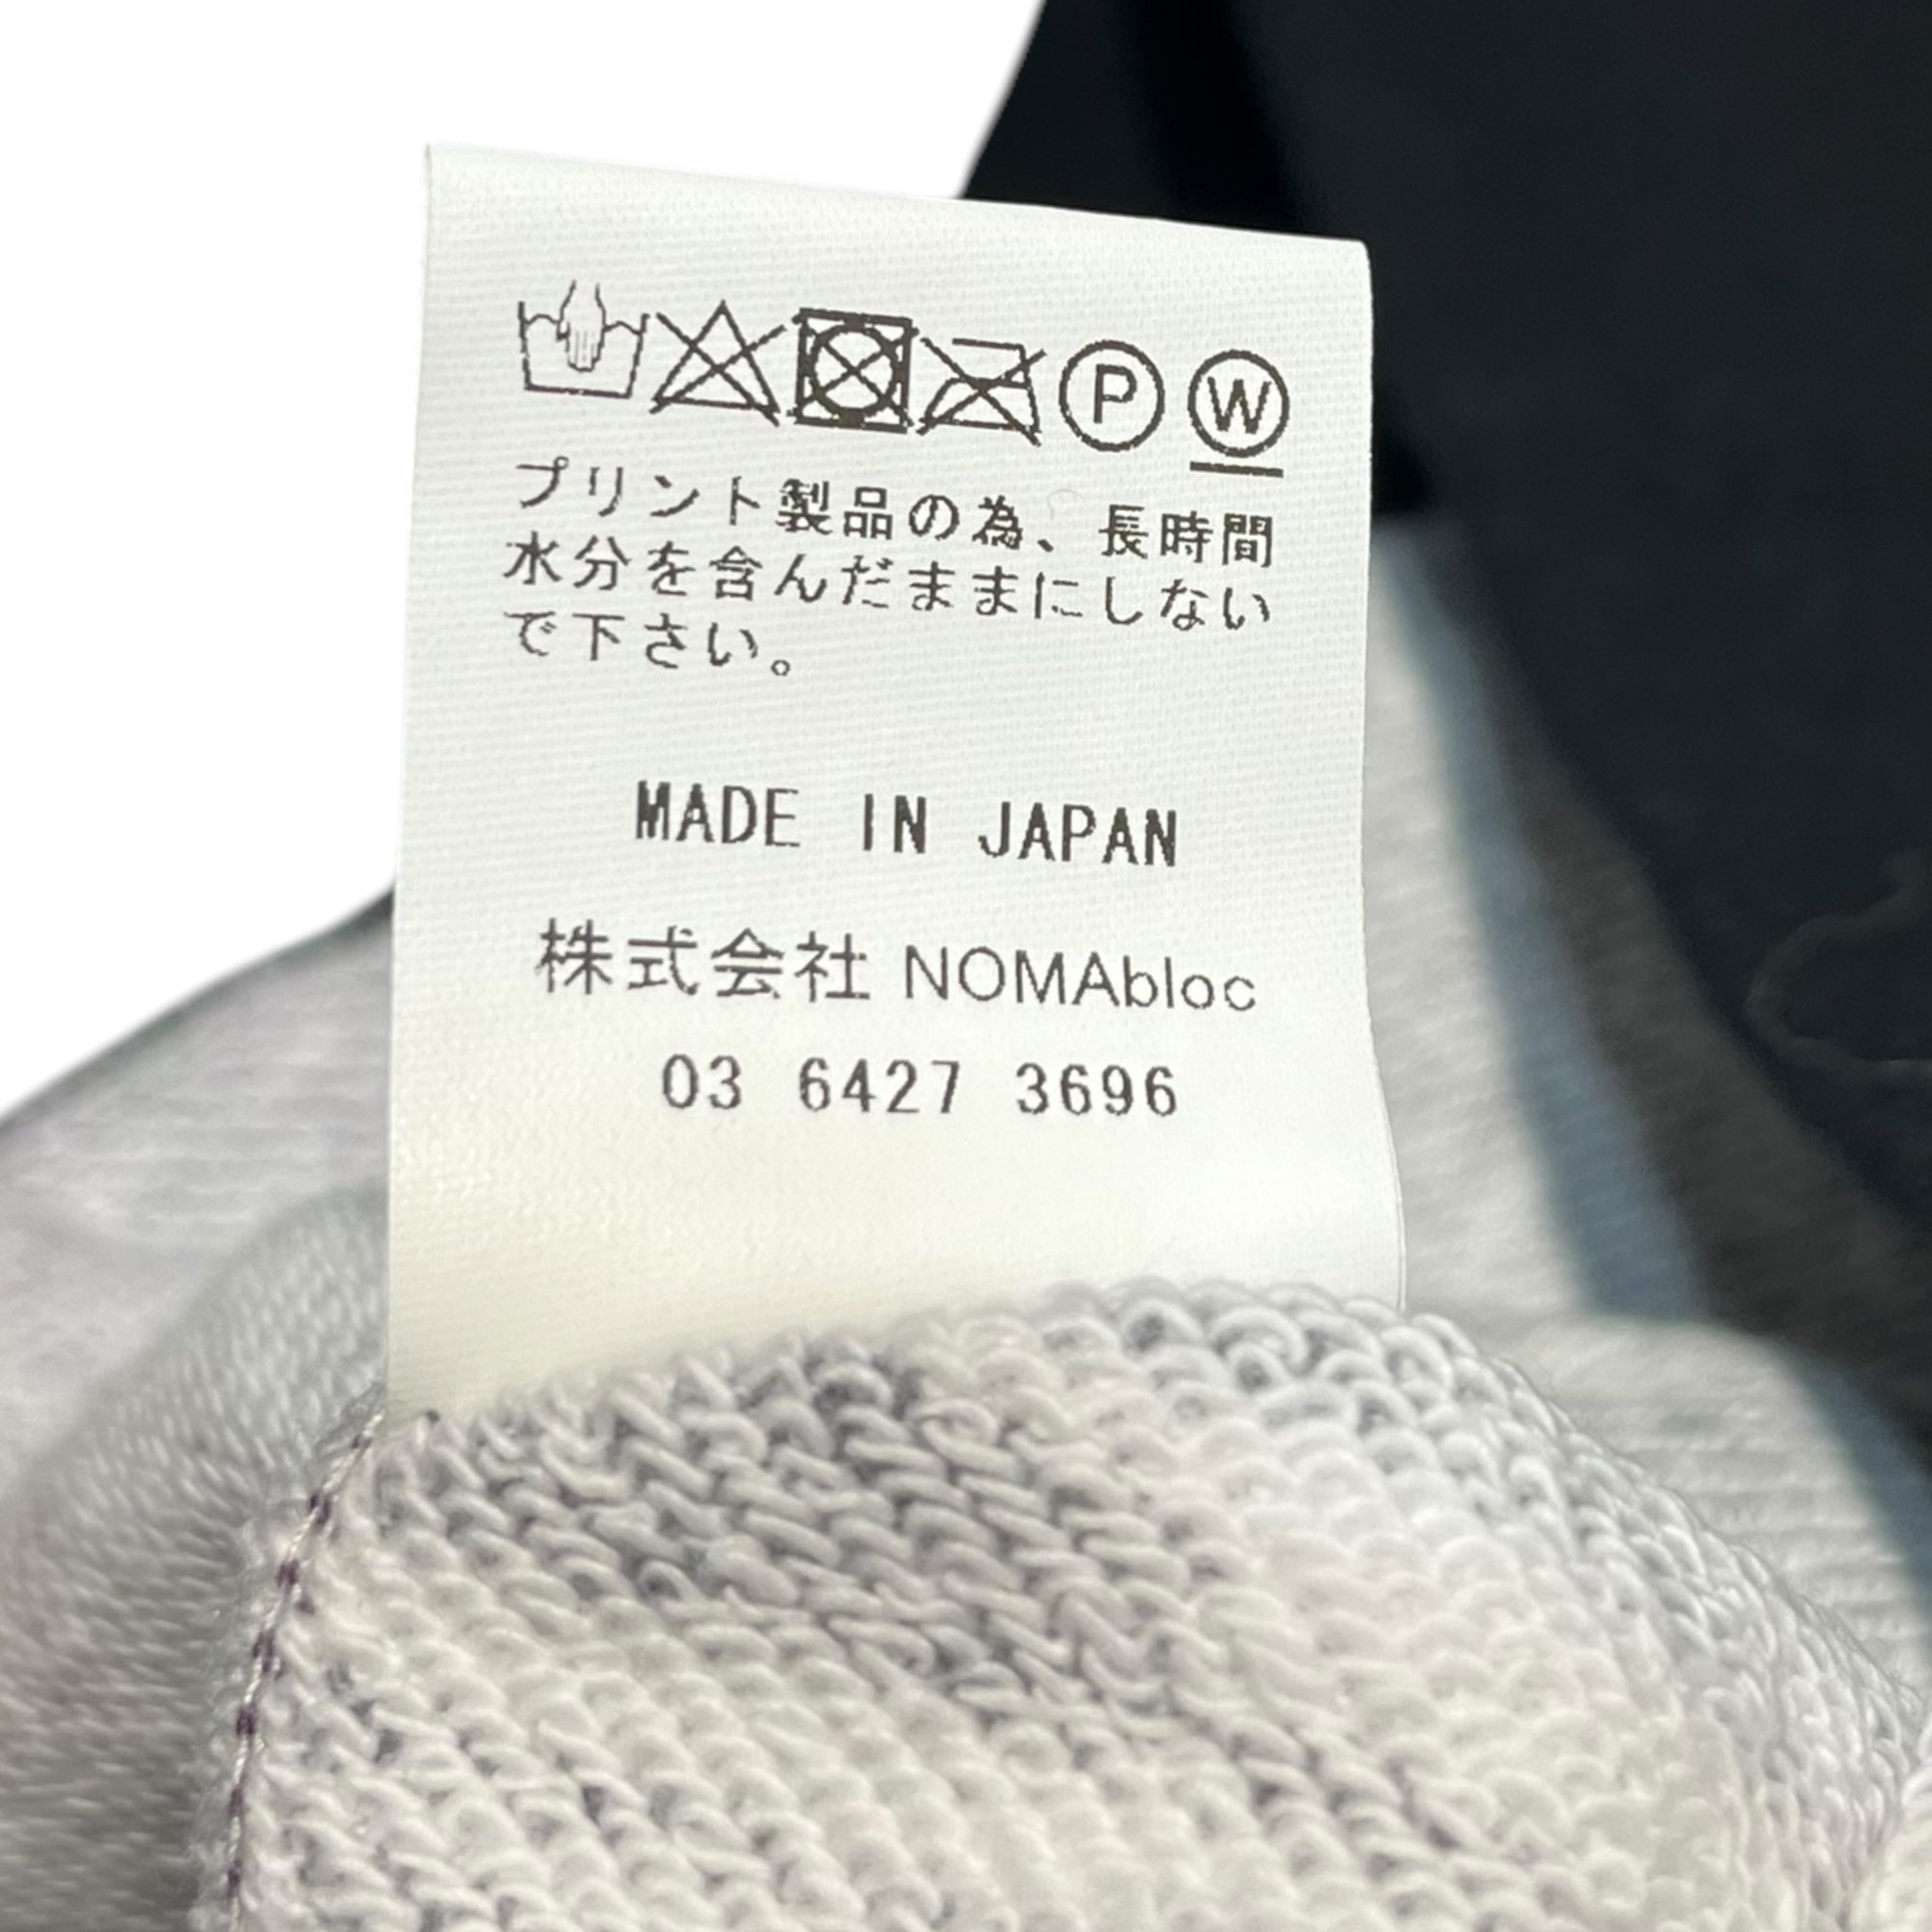 P W
プリント製品の為、長時間
水分を含んだままにしない
で下さい。
MADE IN JAPAN
株式会社 NOMAbloc
03 6427 3696